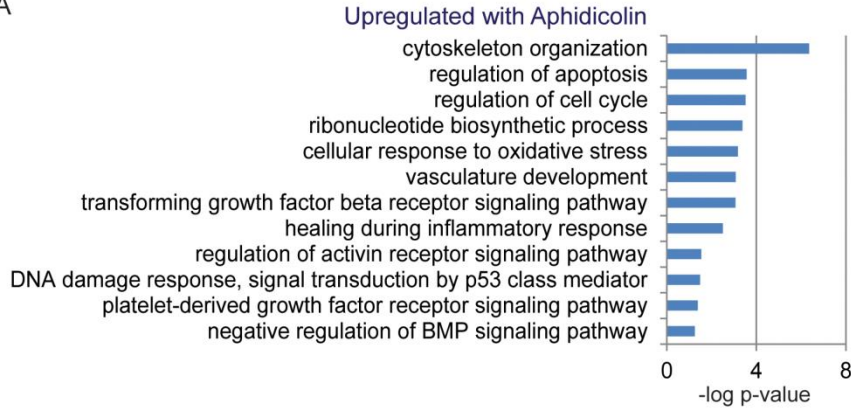 A
Upregulated with Aphidicolin
cytoskeleton organization
regulation of apoptosis
regulation of cell cycle
ribonucleotide biosynthetic process
cellular response to oxidative stress
vasculature development
transforming growth factor beta receptor signaling pathway
healing during inflammatory response
regulation of activin receptor signaling pathway
DNA damage response, signal transduction by p53 class mediator
platelet-derived growth factor receptor signaling pathway
negative regulation of BMP signaling pathway
0 4 8
-log p-value